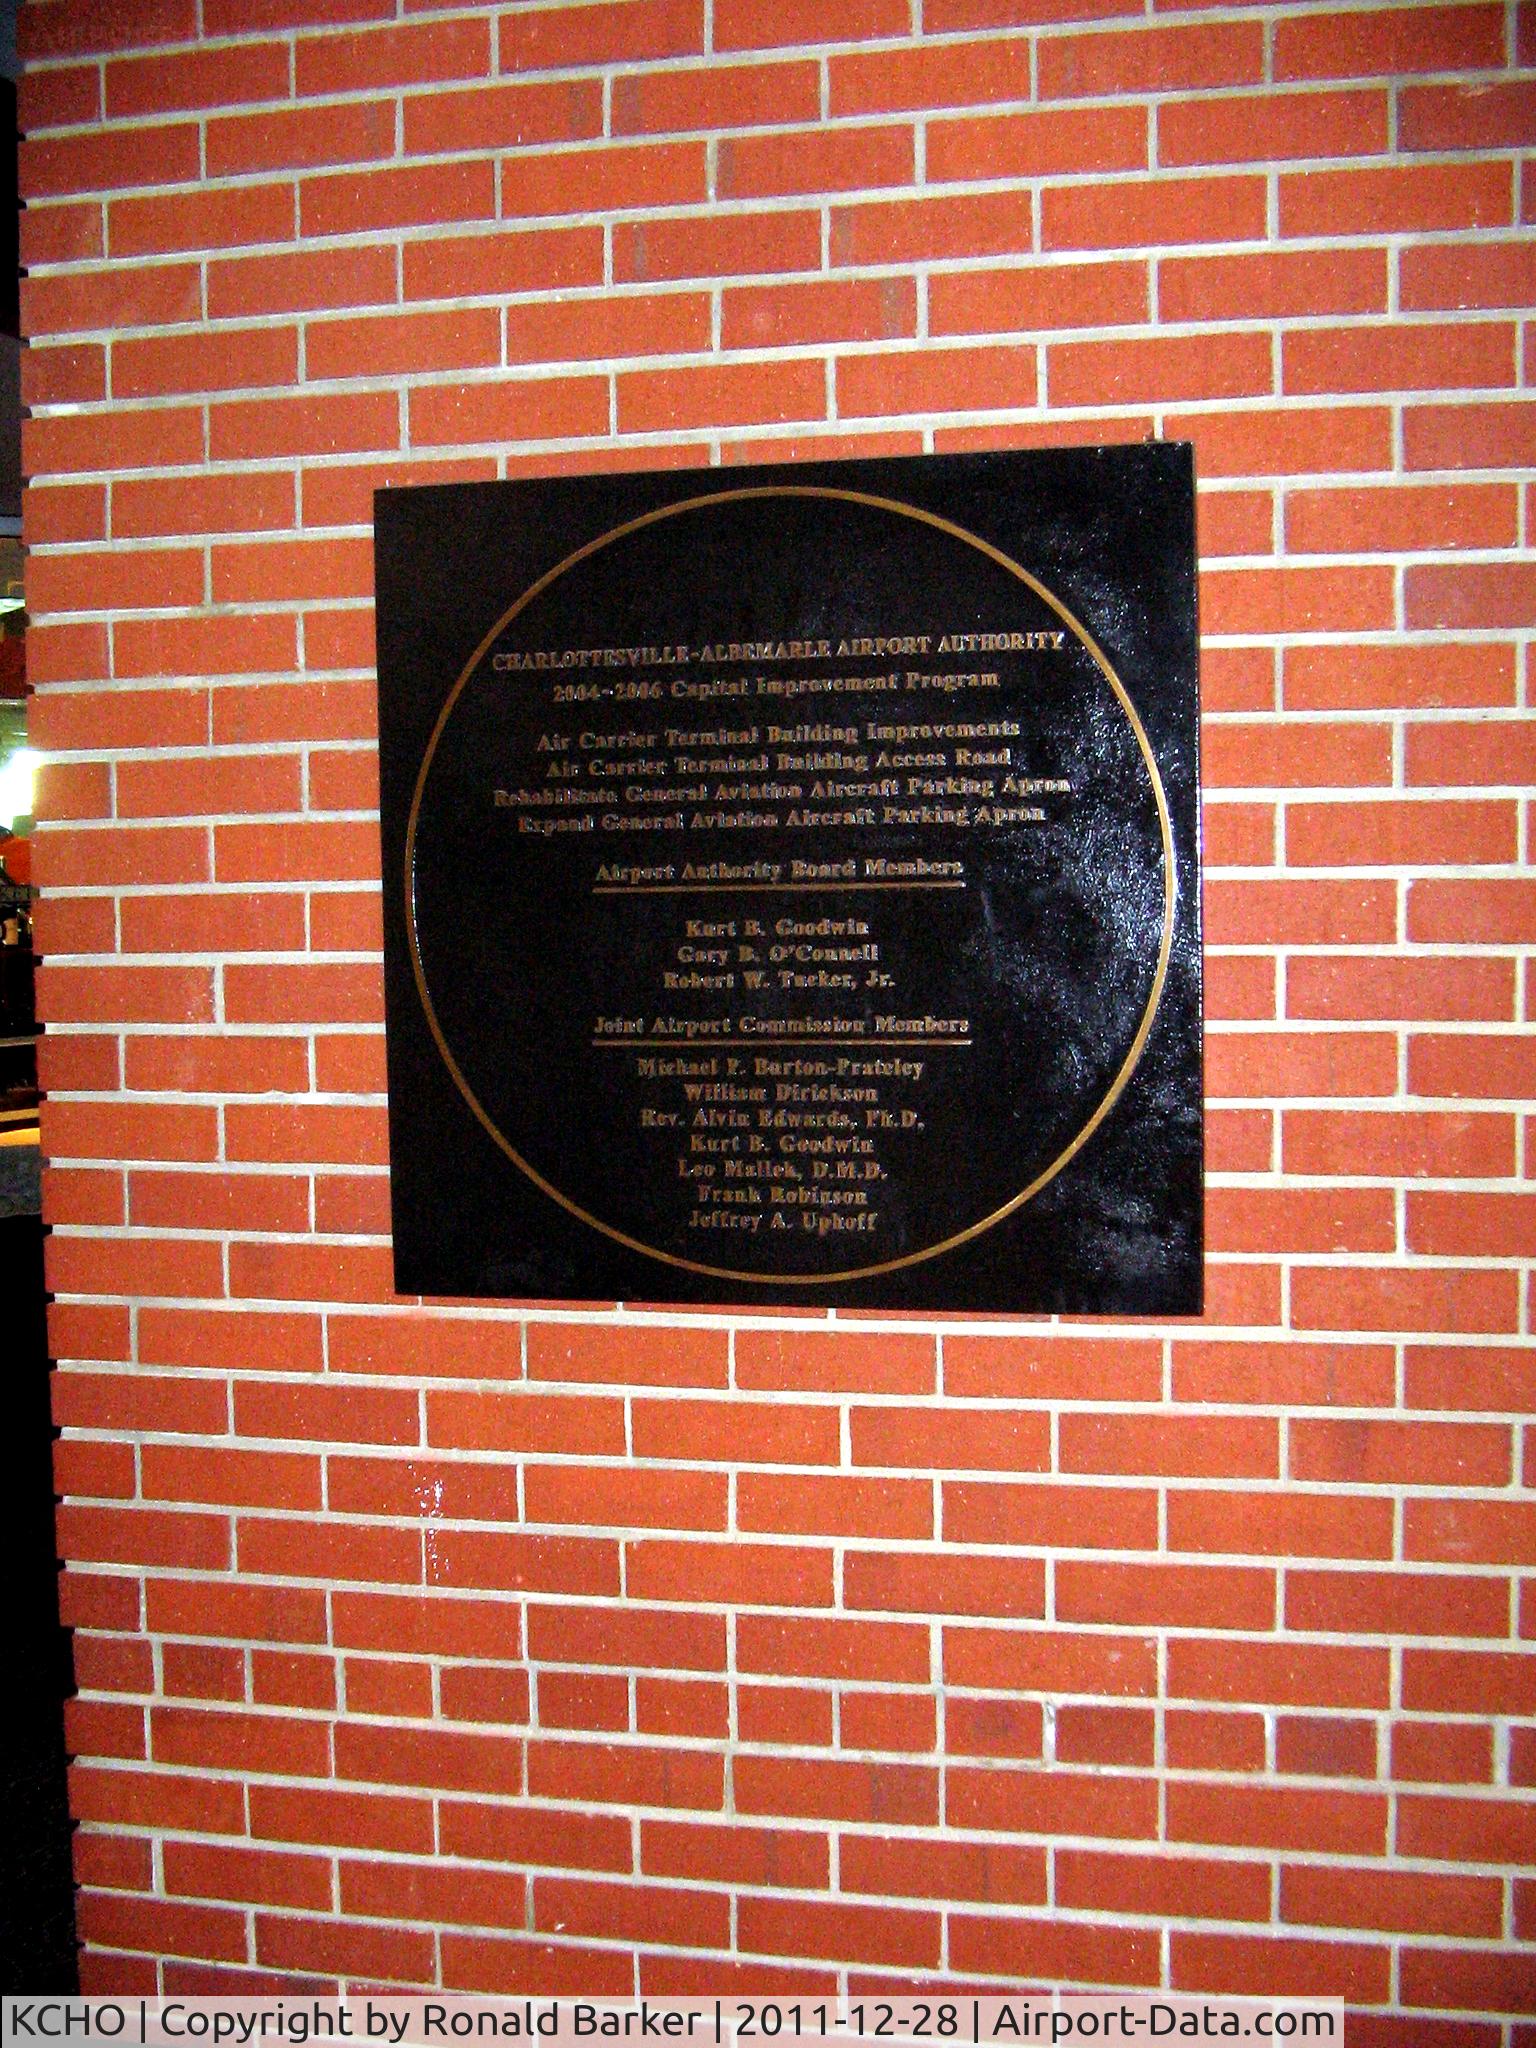 CHARLOTTESVILLE-ALBEMARLE AIRPORT AUTHORITY
2004-2006 Capital Improvement Program
Air Carrier Terminal Building Improvements
Air Carrier Terminal Building Access Road
Rehabilitate General Aviation Aircraft Parking Apron
Expand General Aviation Aircraft Parking Apron
Airport Authority Board Members
Kurt B. Goodwin
Gary B. O'Connell
Robert W. Tucker, Jr.
Joint Airport Commission Members
Michael P.
William Dirickson
Rev. Alvin Edwards, Ph.D.
Kurt B. Goodwin
Leo Mallek, D.M.D.
Frank Robinson
Jeffrey A. Uphoff
KCHO | Copyright by Ronald Barker | 2011-12-28 | Airport-Data.com